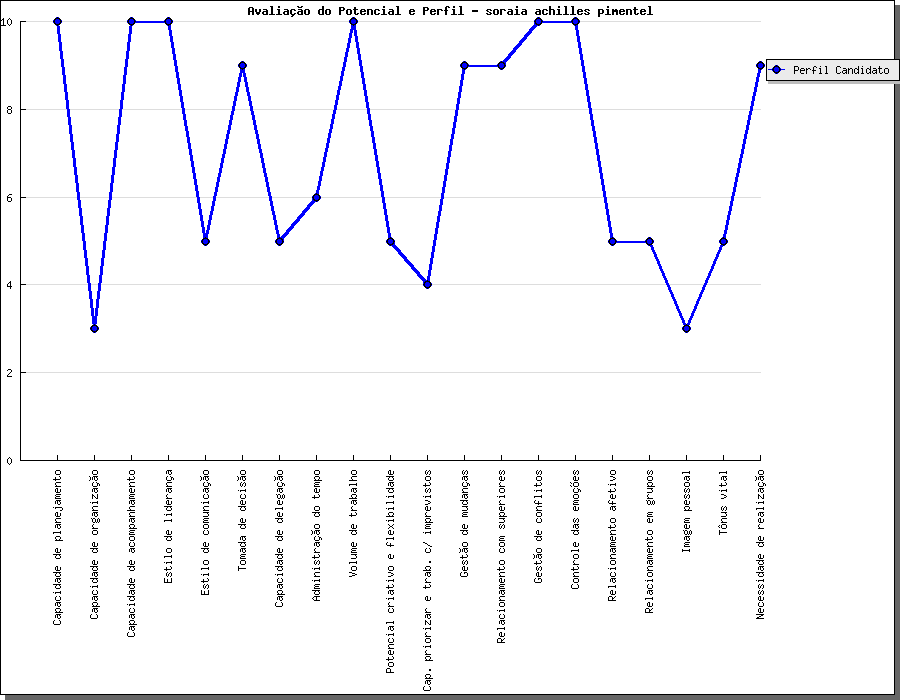 Avaliação do Potencial e Perfil - soraia achilles pimentel
10
8
6
4
2
0
Perfil Candidato
Capacidade de planejamento
Capacidade de organização
Capacidade de acompanhamento
Estilo de liderança
Estilo de comunicação
Tomada de decisão
Capacidade de delegação
Administração do tempo
Volume de trabalho
Potencial criativo e flexibilidade
Cap. priorizar e trab. c/ imprevistos
Gestão de mudanças
Relacionamento com superiores
Gestão de conflitos
Controle das emoções
Relacionamento afetivo
Relacionamento em grupos
Imagem pessoal
Tônus vital
Necessidade de realização